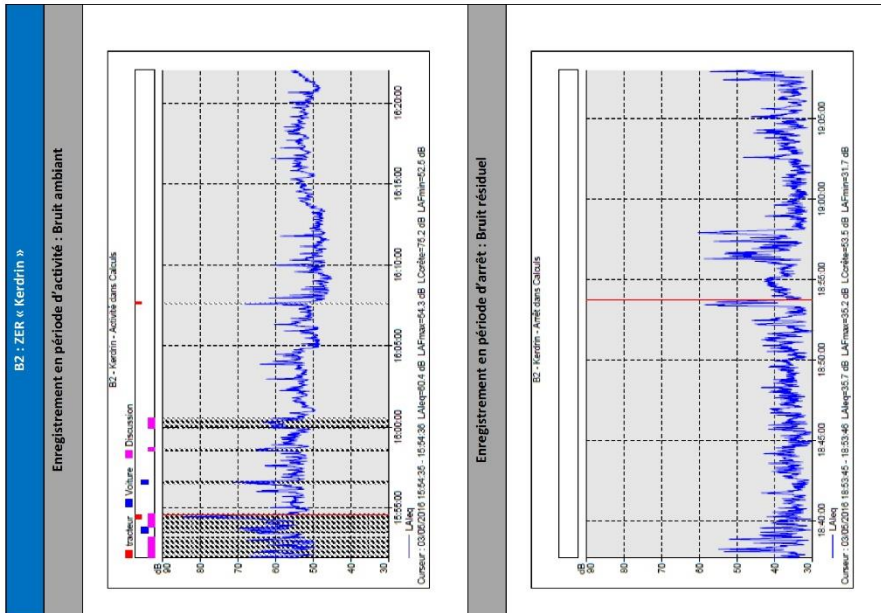 B2 : ZER « Kerdrin »
Enregistrement en période d'activité : Bruit ambiant
B2 - Kerdrin - Activité dans Calculs
tracteur Voiture Discussion
dB
90
80
70
60
50
40
30
15:55:00 16:00:00 16:05:00 16:10:00 16:15:00 16:20:00
LAeq
Curseur : 03/05/2016 15:54:35 - 15:54:36 LAeq=60.4 dB LAFmax=64.3 dB LCcrête=75.2 dB LAFmin=52.5 dB
Enregistrement en période d'arrêt : Bruit résiduel
B2 - Kerdrin - Arrêt dans Calculs
dB
90
80
70
60
50
40
30
18:40:00 18:45:00 18:50:00 18:55:00 19:00:00 19:05:00
LAeq
Curseur : 03/05/2016 18:53:45 - 18:53:46 LAeq=35.7 dB LAFmax=35.2 dB LCcrête=53.5 dB LAFmin=31.7 dB